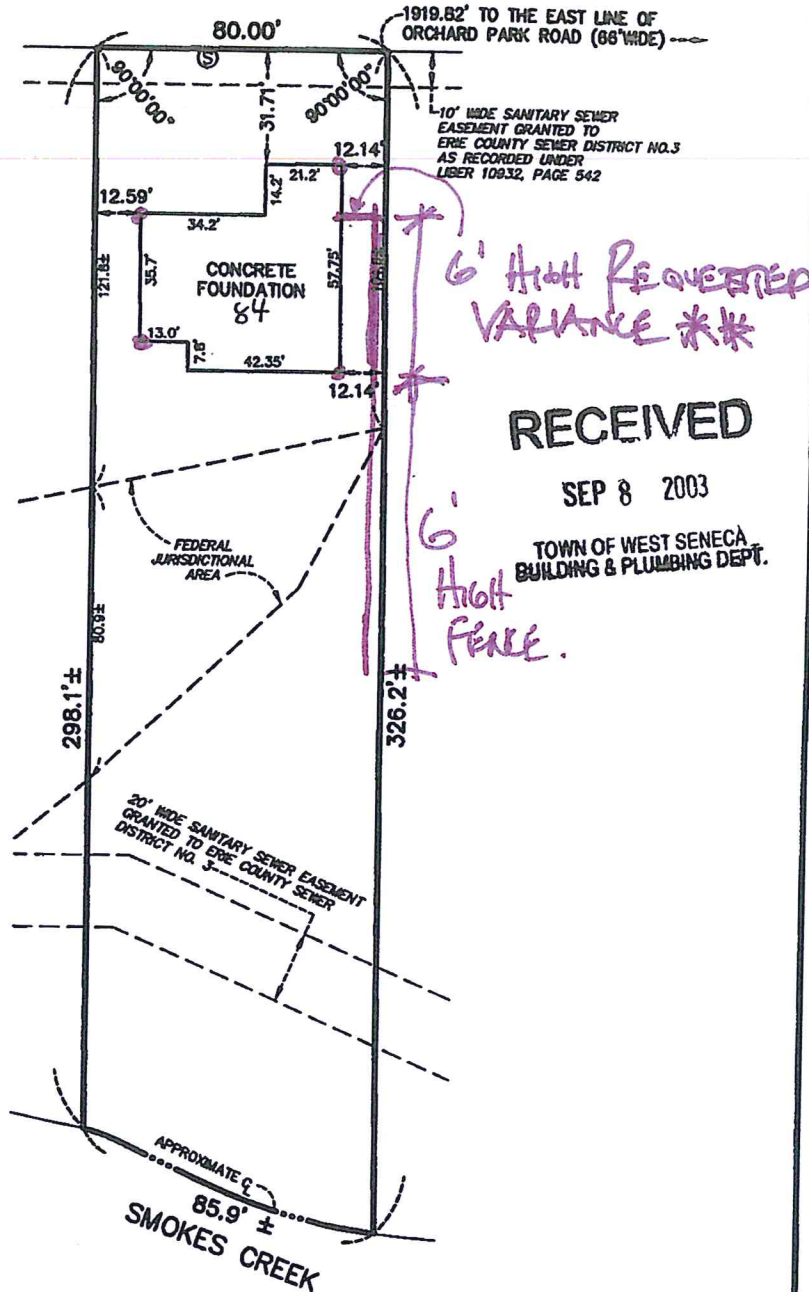 1919.82' TO THE EAST LINE OF
ORCHARD PARK ROAD (66'WIDE)
80.00'
S
90°00'00"
90°00'00"
31.71'
10' WIDE SANITARY SEWER
EASEMENT GRANTED TO
ERIE COUNTY SEWER DISTRICT NO.3
AS RECORDED UNDER
LIBER 10932, PAGE 542
12.14'
21.2'
14.2'
12.59'
34.2'
121.8±
35.7'
CONCRETE
FOUNDATION
84
57.75'
6' HIGH REQUESTED
VARIANCE **
13.0'
7.8'
42.35'
12.14'
RECEIVED
SEP 8 2003
TOWN OF WEST SENECA
BUILDING & PLUMBING DEPT.
FEDERAL
JURISDICTIONAL
AREA
6'
HIGH
FENCE.
80.9±
298.1'±
326.2'±
20' WIDE SANITARY SEWER EASEMENT
GRANTED TO ERIE COUNTY SEWER
DISTRICT NO. 3
APPROXIMATE ℄
85.9' ±
SMOKES CREEK